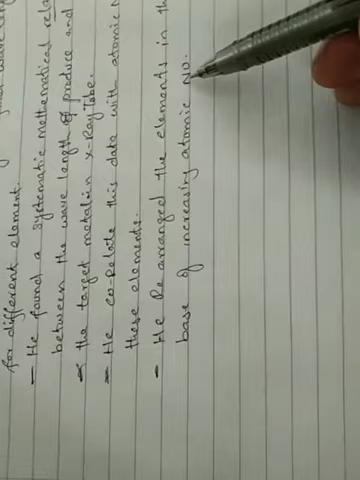 for different element.
- He found a systematic mathematical rela
between the wave length of produce and
the target metal in x-Ray Tube.
- He co-Relate this data with atomic N
these elements.
- He Re arranged the elements in th
base of increasing atomic No.